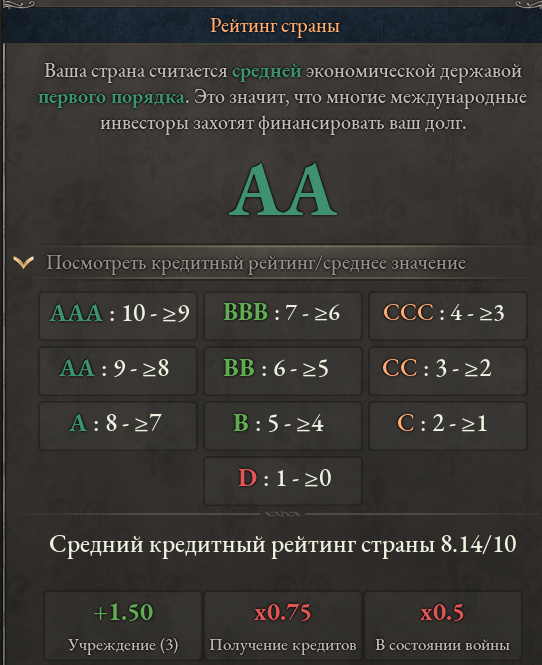 Рейтинг страны
Ваша страна считается средней экономической державой
первого порядка. Это значит, что многие международные
инвесторы захотят финансировать ваш долг.
AA
Посмотреть кредитный рейтинг/среднее значение
AAA : 10 - ≥9 BBB : 7 - ≥6 CCC : 4 - ≥3
AA : 9 - ≥8 BB : 6 - ≥5 CC : 3 - ≥2
A : 8 - ≥7 B : 5 - ≥4 C : 2 - ≥1
D : 1 - ≥0
Средний кредитный рейтинг страны 8.14/10
+1.50 x0.75 x0.5
Учреждение (3) Получение кредитов В состоянии войны